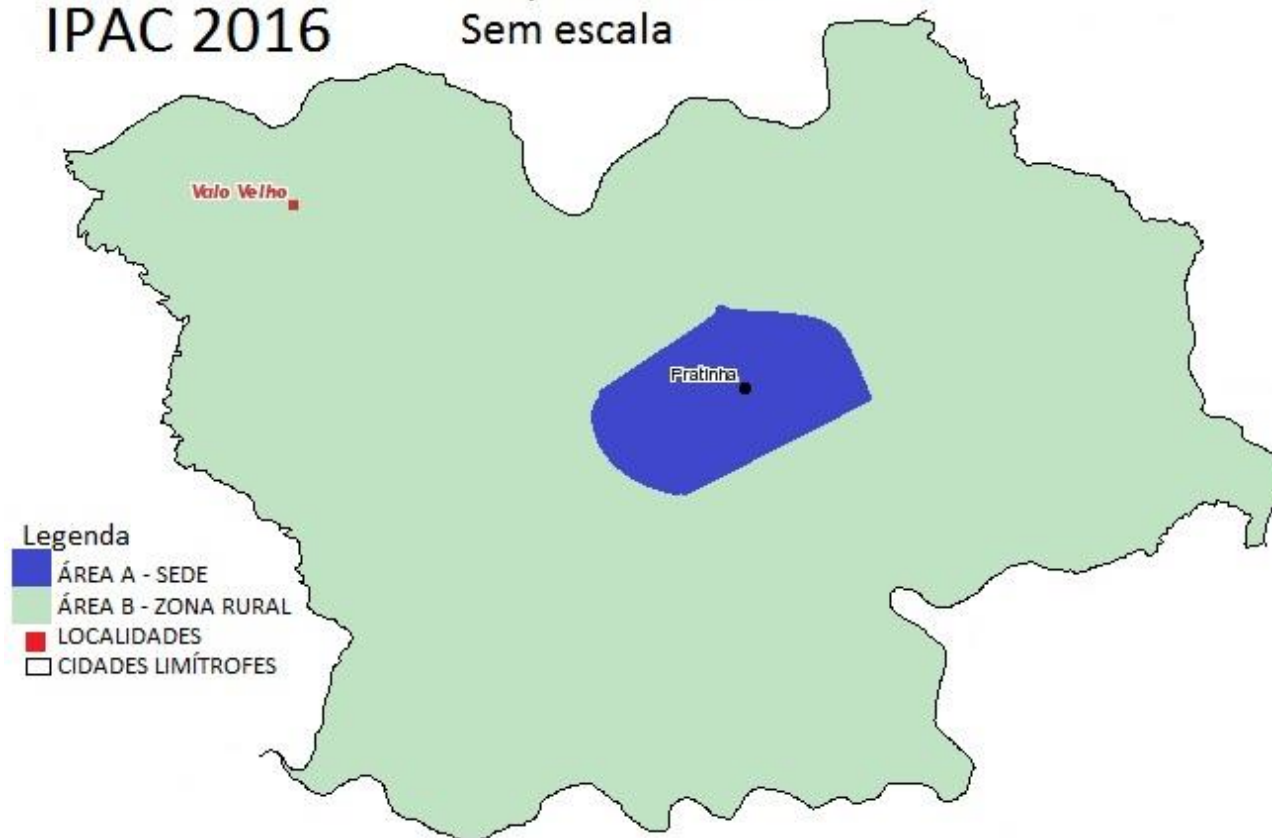 IPAC 2016
Sem escala
Valo Velho
Pratinha
Legenda
ÁREA A - SEDE
ÁREA B - ZONA RURAL
LOCALIDADES
CIDADES LIMÍTROFES